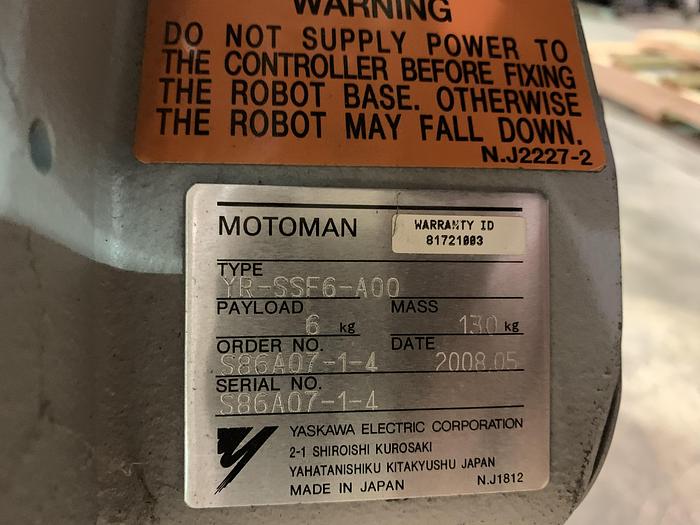 WARNING
DO NOT SUPPLY POWER TO
THE CONTROLLER BEFORE FIXING
THE ROBOT BASE. OTHERWISE
THE ROBOT MAY FALL DOWN.
N.J2227-2
MOTOMAN
WARRANTY ID
81721003
TYPE
YR-SSF6-A00
PAYLOAD 6 kg MASS 130 kg
ORDER NO. DATE
S86A07-1-4 2008.05
SERIAL NO.
S86A07-1-4
YASKAWA ELECTRIC CORPORATION
2-1 SHIROISHI KUROSAKI
YAHATANISHIKU KITAKYUSHU JAPAN
MADE IN JAPAN N.J1812